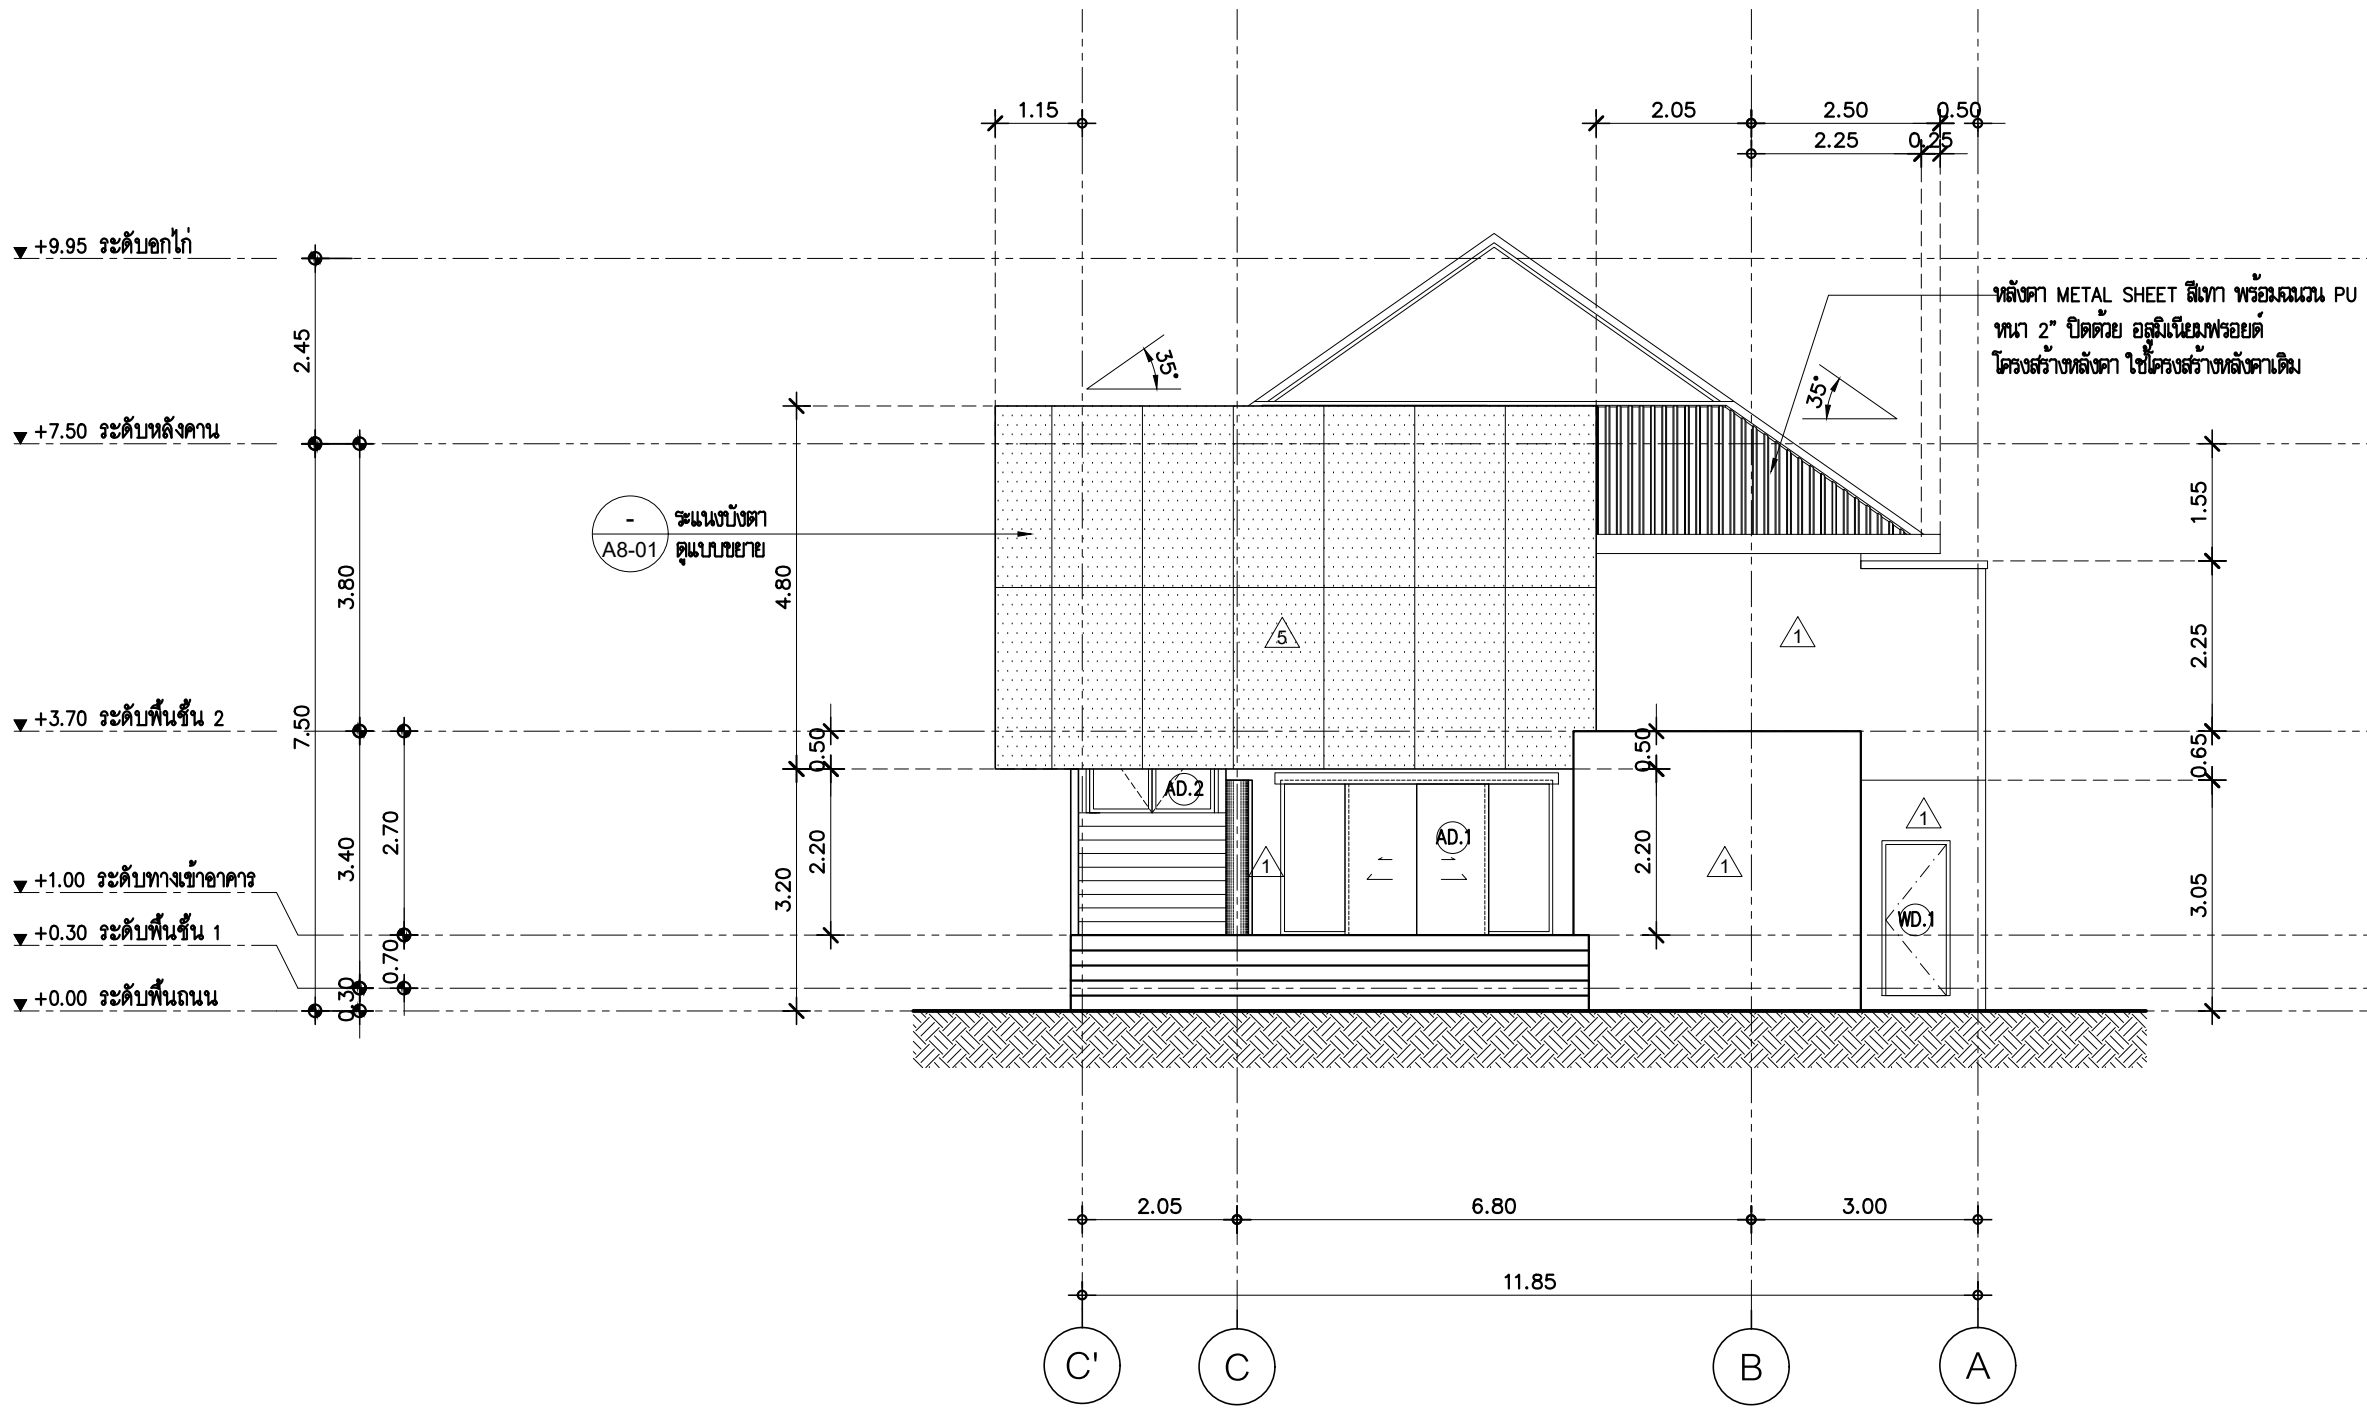 1.15
2.05
2.50
0.50
2.25
0.25
+9.95 ระดับอกไก่
หลังคา METAL SHEET สีเทา พร้อมฉนวน PU
หนา 2" ปิดด้วย อลูมิเนียมฟรอยด์
โครงสร้างหลังคา ใช้โครงสร้างหลังคาเดิม
2.45
35°
35°
+7.50 ระดับหลังคาน
1.55
-
A8-01
ระแนงบังตา
ดูแบบขยาย
3.80
4.80
5
1
2.25
+3.70 ระดับพื้นชั้น 2
7.50
0.50
0.50
0.65
AD.2
AD.1
1
1
1
2.70
3.40
2.20
2.20
3.20
3.05
WD.1
+1.00 ระดับทางเข้าอาคาร
+0.30 ระดับพื้นชั้น 1
0.70
+0.00 ระดับพื้นถนน
0.30
2.05
6.80
3.00
11.85
C'
C
B
A